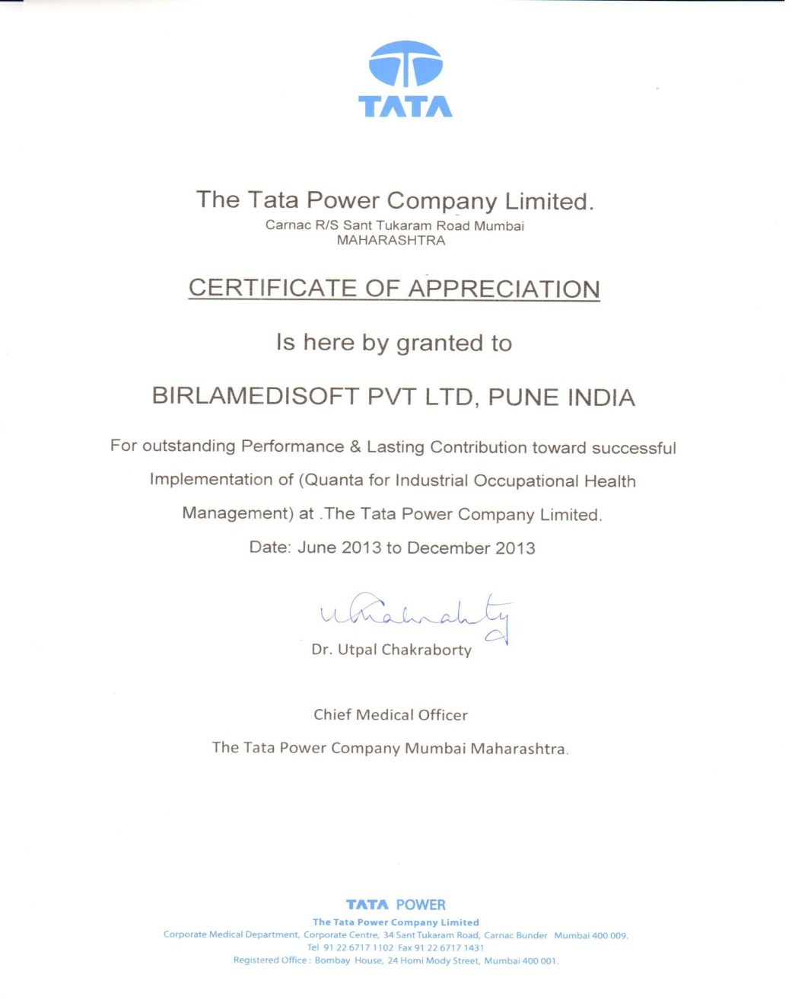 TATA
The Tata Power Company Limited.
Carnac R/S Sant Tukaram Road Mumbai
MAHARASHTRA
CERTIFICATE OF APPRECIATION
Is here by granted to
BIRLAMEDISOFT PVT LTD, PUNE INDIA
For outstanding Performance & Lasting Contribution toward successful
Implementation of (Quanta for Industrial Occupational Health
Management) at .The Tata Power Company Limited.
Date: June 2013 to December 2013
uChakraborty
Dr. Utpal Chakraborty
Chief Medical Officer
The Tata Power Company Mumbai Maharashtra.
TATA POWER
The Tata Power Company Limited
Corporate Medical Department, Corporate Centre, 34 Sant Tukaram Road, Carnac Bunder Mumbai 400 009.
Tel 91 22 6717 1102 Fax 91 22 6717 1431
Registered Office : Bombay House, 24 Homi Mody Street, Mumbai 400 001.